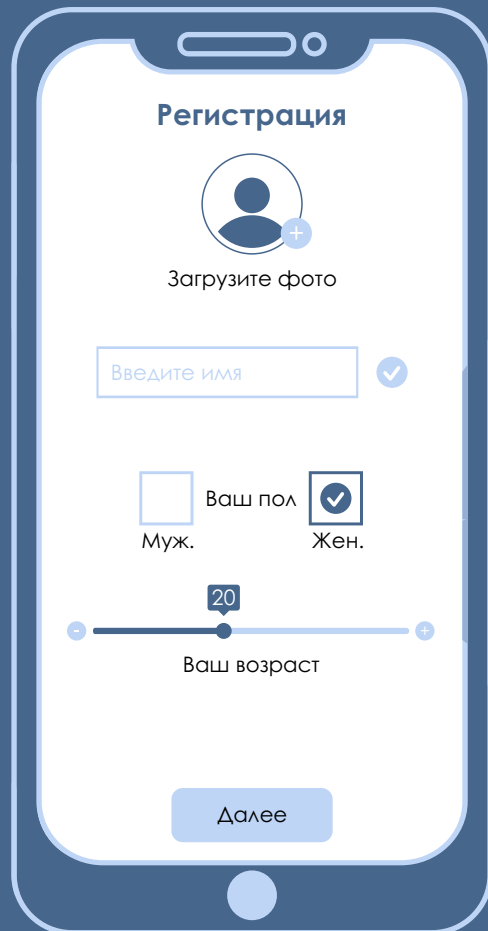 Регистрация
+
Загрузите фото
Введите имя
Ваш пол
Муж.
Жен.
20
- +
Ваш возраст
Далее